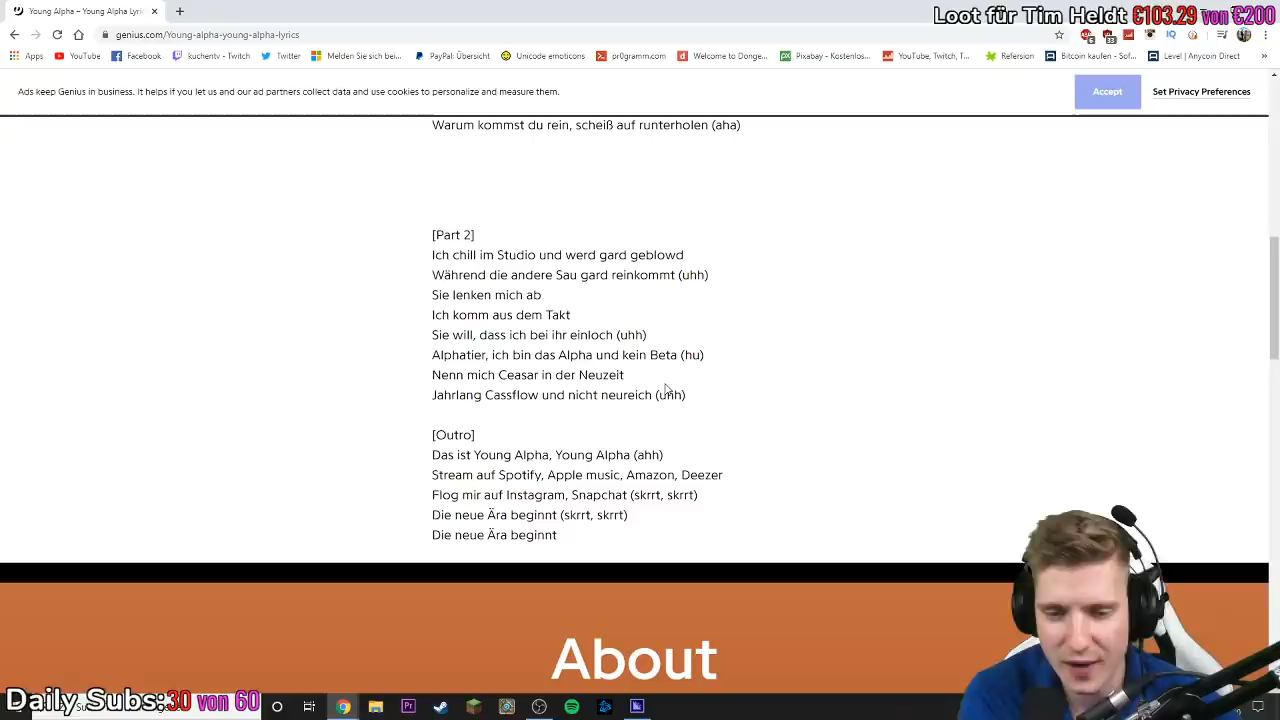 Young Alpha – Young Alpha Lyri
Loot für Tim Heldt €103.29 von €200
genius.com/Young-alpha-young-alpha-lyrics
Apps YouTube Facebook kuchentv - Twitch Twitter Melden Sie sich bei... PayPal: Übersicht Unicode emoticons pr0gramm.com Welcome to Donge... Pixabay - Kostenlos... YouTube, Twitch, T... Refersion Bitcoin kaufen - Sof... Level | Anycoin Direct
Ads keep Genius in business. It helps if you let us and our ad partners collect data and use cookies to personalize and measure them.
Accept
Set Privacy Preferences
Warum kommst du rein, scheiß auf runterholen (aha)
[Part 2]
Ich chill im Studio und werd gard geblowd
Während die andere Sau gard reinkommt (uhh)
Sie lenken mich ab
Ich komm aus dem Takt
Sie will, dass ich bei ihr einloch (uhh)
Alphatier, ich bin das Alpha und kein Beta (hu)
Nenn mich Ceasar in der Neuzeit
Jahrlang Cassflow und nicht neureich (uhh)
[Outro]
Das ist Young Alpha, Young Alpha (ahh)
Stream auf Spotify, Apple music, Amazon, Deezer
Flog mir auf Instagram, Snapchat (skrrt, skrrt)
Die neue Ära beginnt (skrrt, skrrt)
Die neue Ära beginnt
About
Daily Subs: 30 von 60